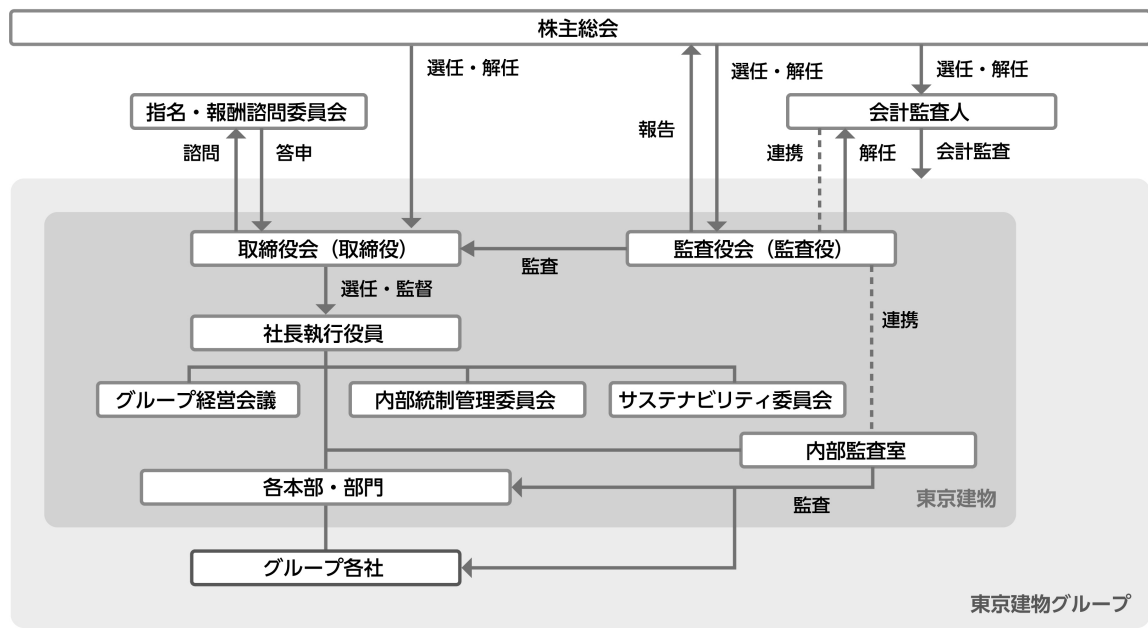 株主総会
選任・解任
選任・解任
選任・解任
指名・報酬諮問委員会
会計監査人
報告
諮問
答申
連携
解任
会計監査
取締役会（取締役）
監査役会（監査役）
監査
選任・監督
連携
社長執行役員
グループ経営会議
内部統制管理委員会
サステナビリティ委員会
内部監査室
各本部・部門
監査
東京建物
グループ各社
東京建物グループ